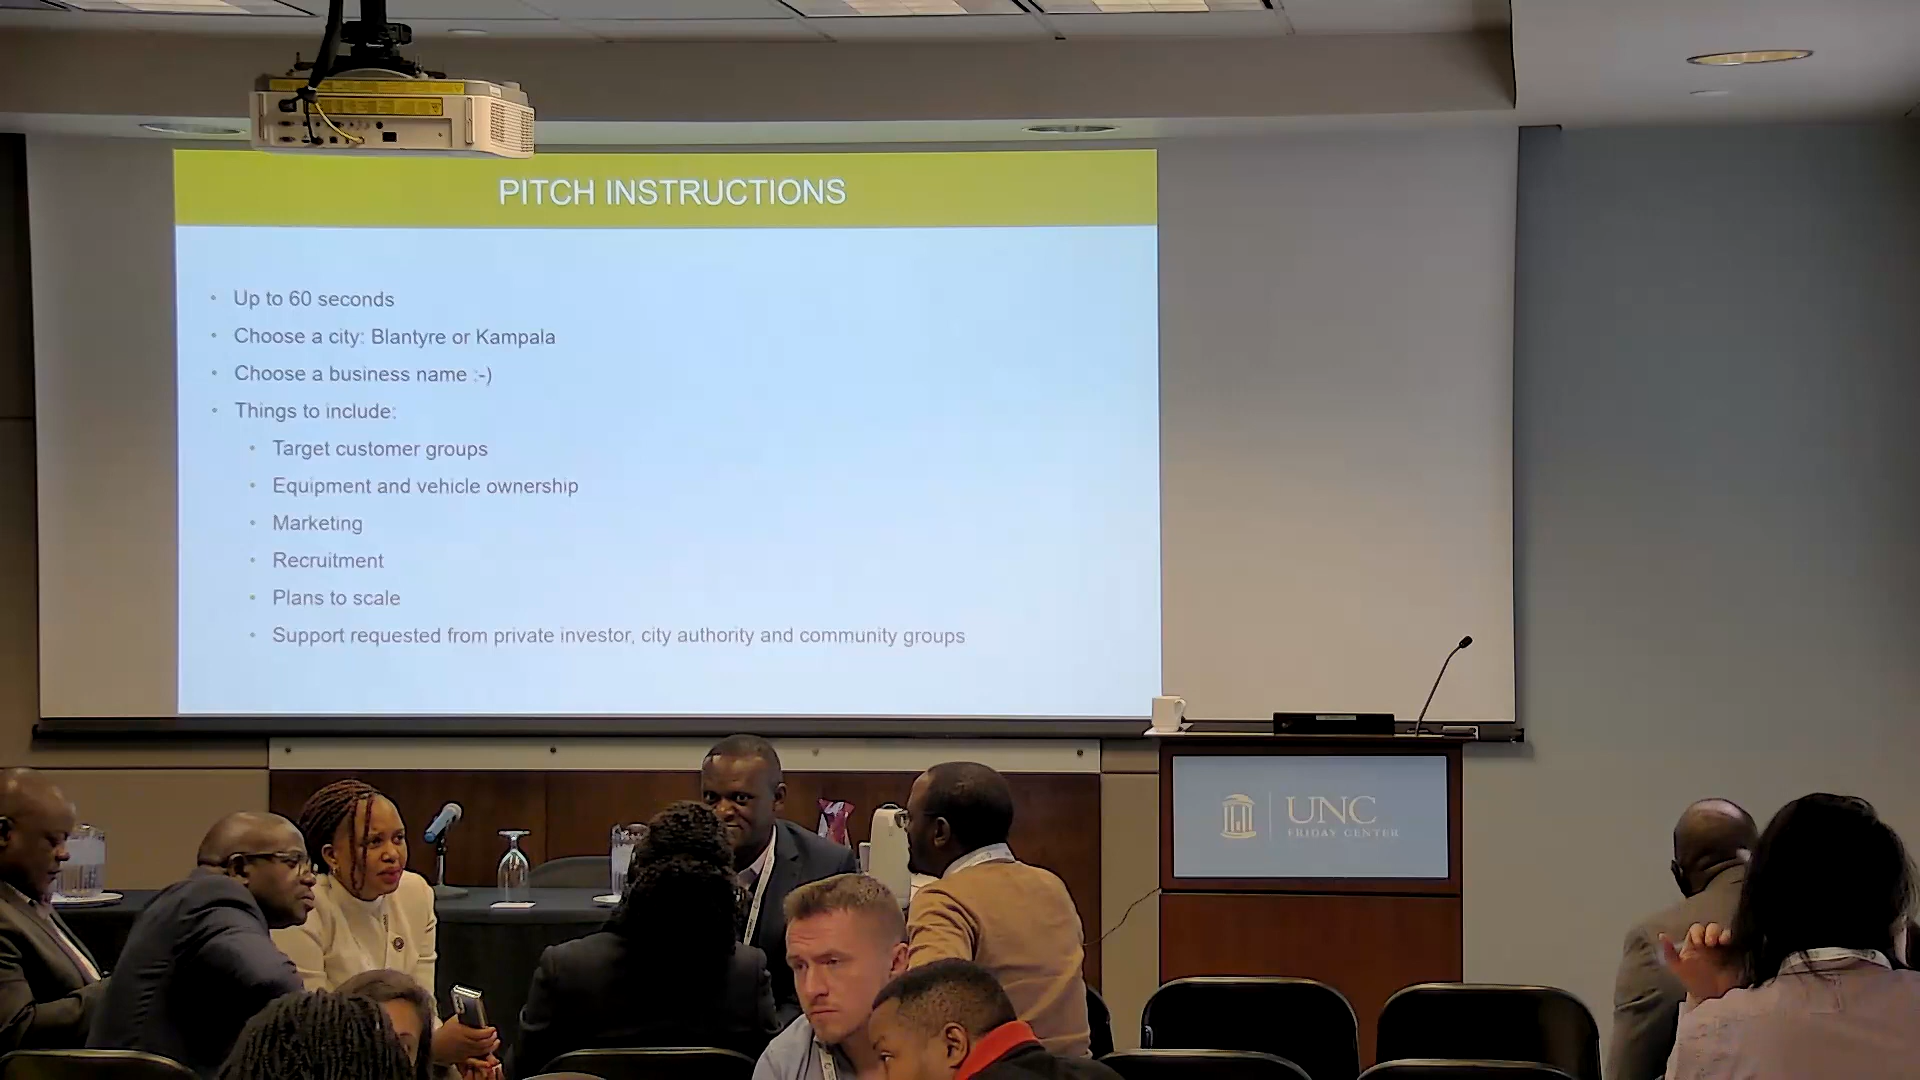 PITCH INSTRUCTIONS
• Up to 60 seconds
• Choose a city: Blantyre or Kampala
• Choose a business name :-)
• Things to include:
• Target customer groups
• Equipment and vehicle ownership
• Marketing
• Recruitment
• Plans to scale
• Support requested from private investor, city authority and community groups
UNC
FRIDAY CENTER